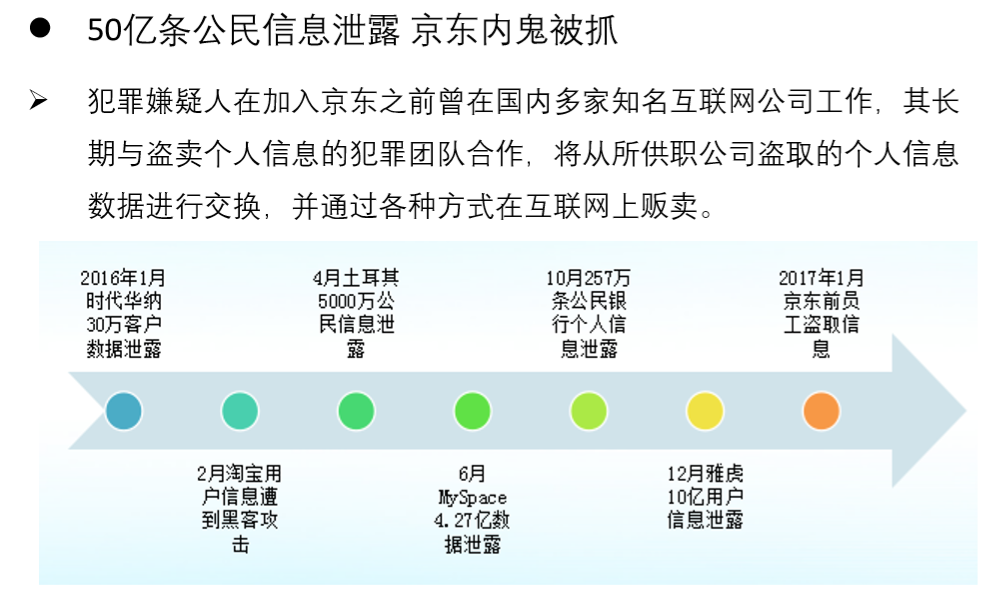 50亿条公民信息泄露 京东内鬼被抓
犯罪嫌疑人在加入京东之前曾在国内多家知名互联网公司工作，其长
期与盗卖个人信息的犯罪团队合作，将从所供职公司盗取的个人信息
数据进行交换，并通过各种方式在互联网上贩卖。
2016年1月
时代华纳
30万客户
数据泄露
2月淘宝用
户信息遭
到黑客攻
击
4月土耳其
5000万公
民信息泄
露
6月
MySpace
4.27亿数
据泄露
10月257万
条公民银
行个人信
息泄露
12月雅虎
10亿用户
信息泄露
2017年1月
京东前员
工盗取信
息